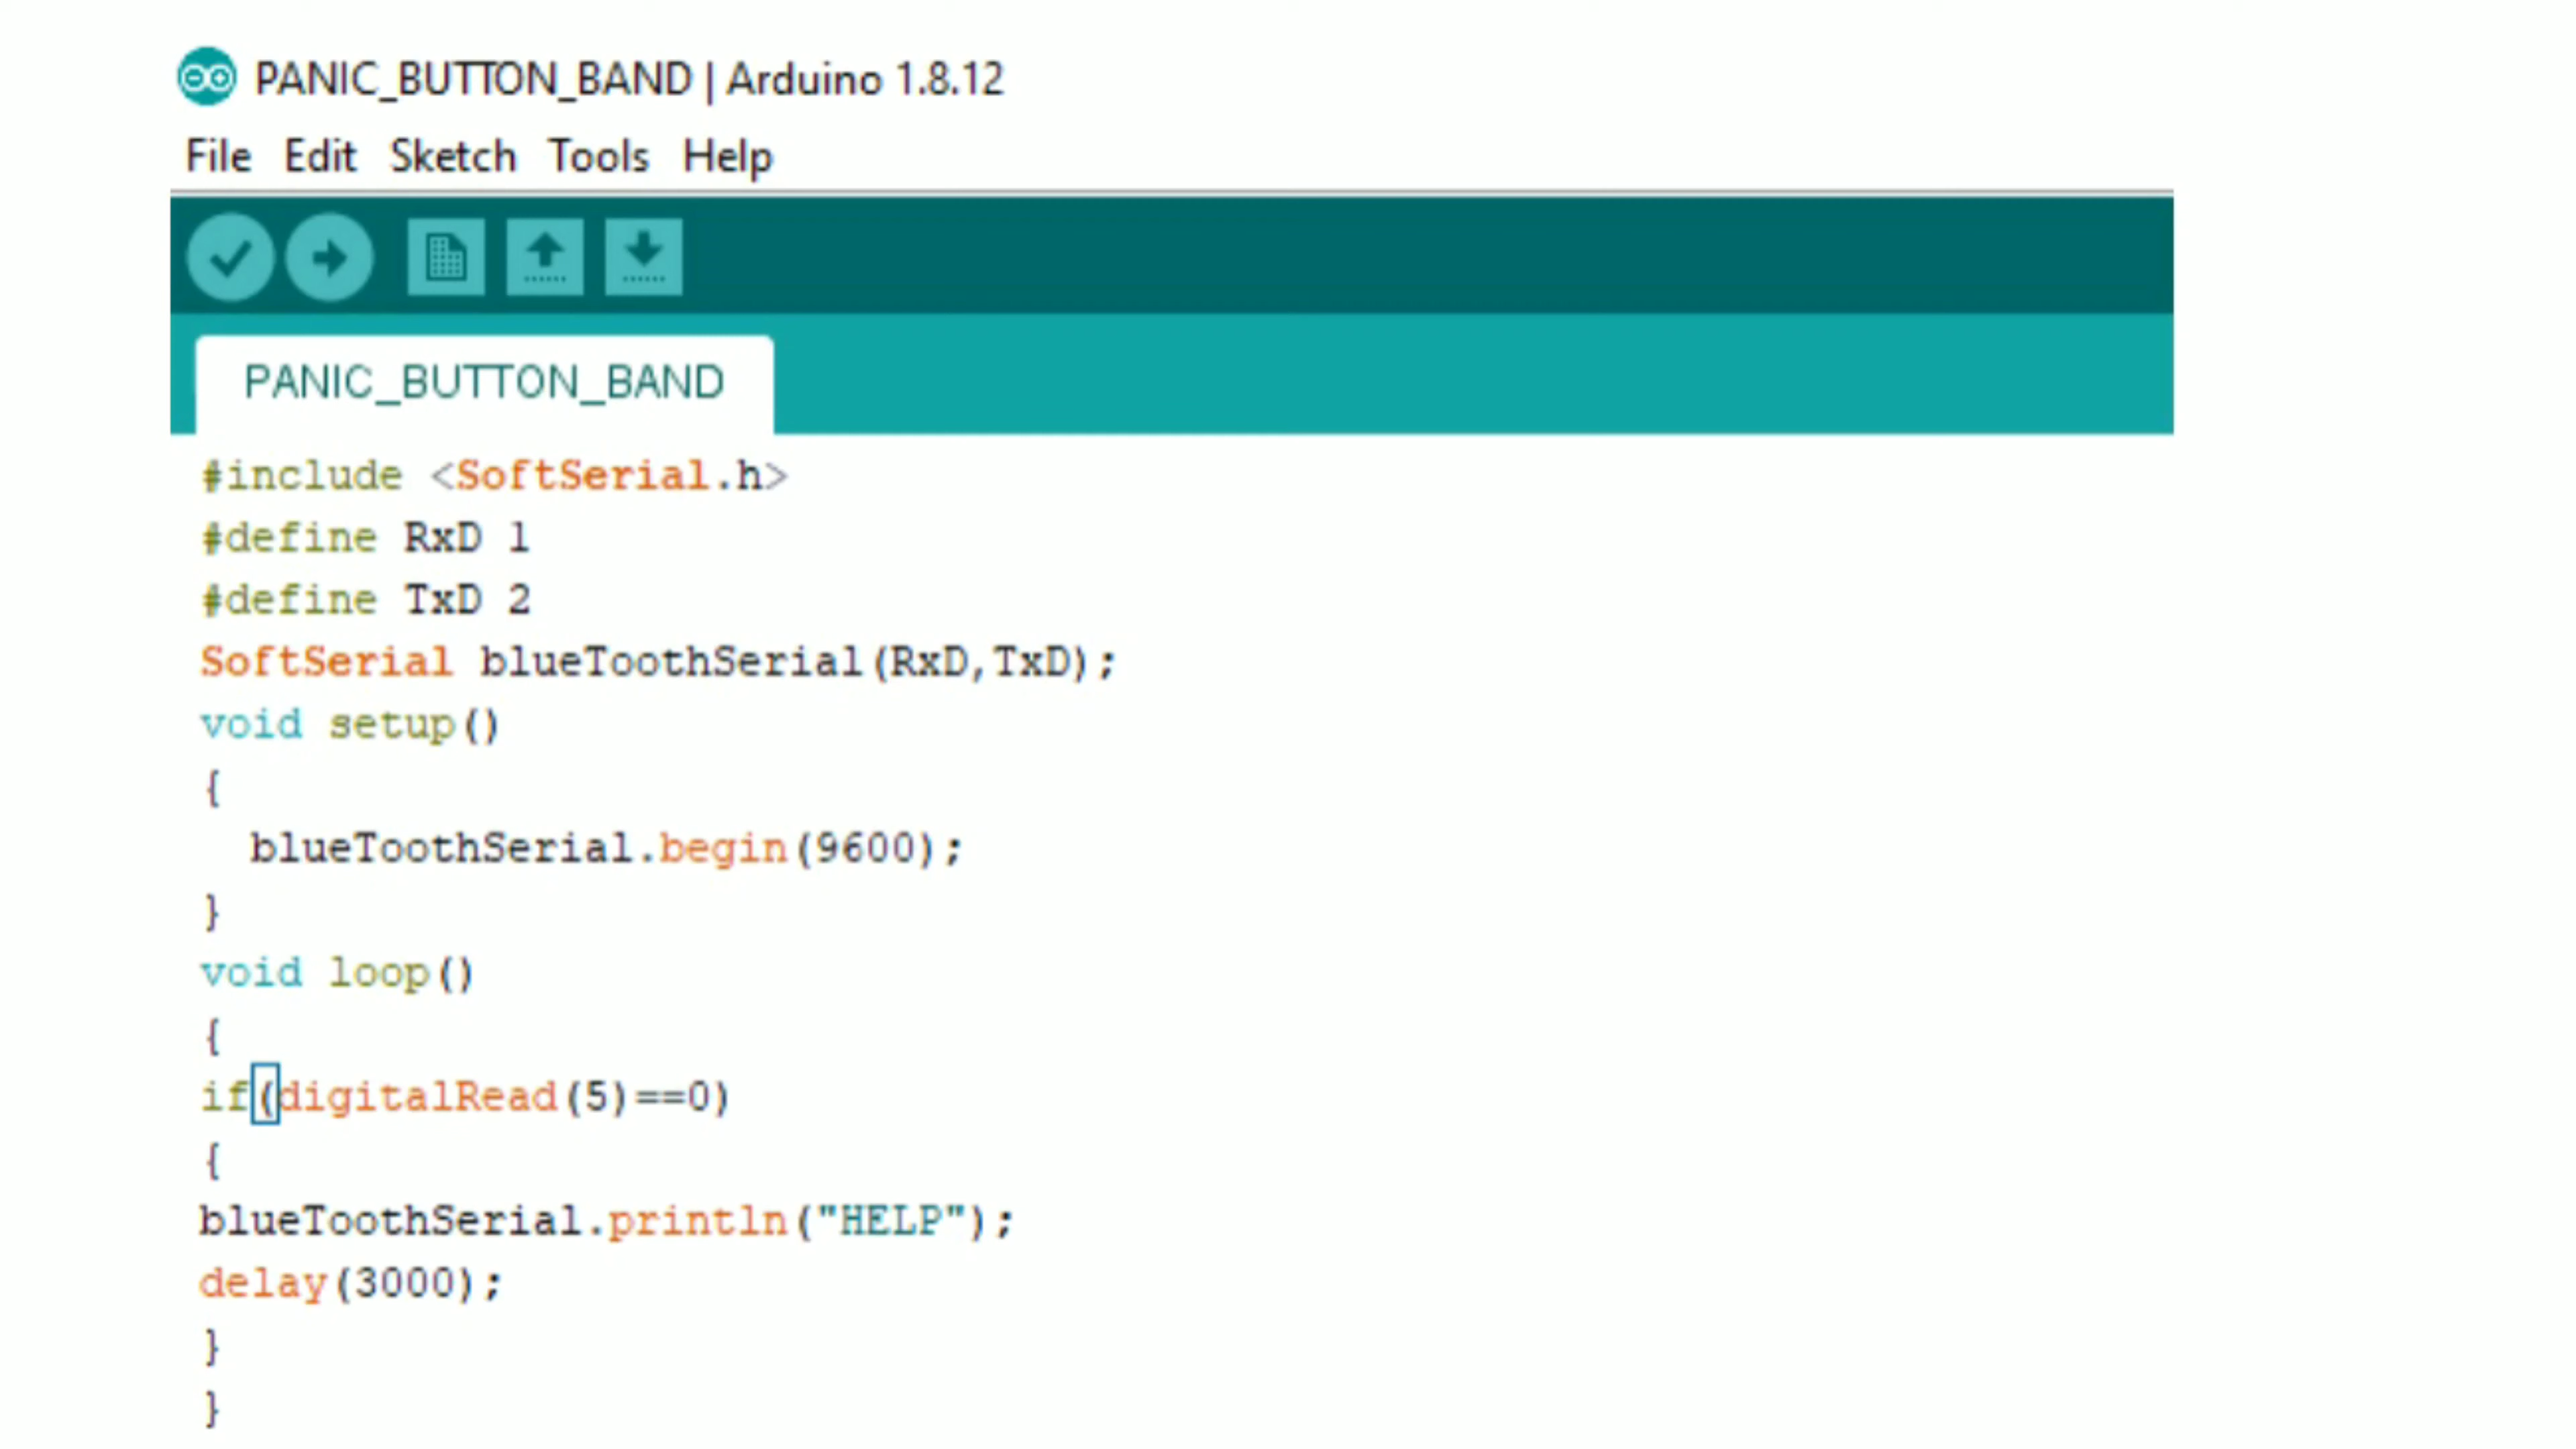 PANIC_BUTTON_BAND | Arduino 1.8.12
File Edit Sketch Tools Help
PANIC_BUTTON_BAND
#include <SoftSerial.h>
#define RxD 1
#define TxD 2
SoftSerial blueToothSerial(RxD,TxD);
void setup()
{
  blueToothSerial.begin(9600);
}
void loop()
{
if(digitalRead(5)==0)
{
blueToothSerial.println("HELP");
delay(3000);
}
}